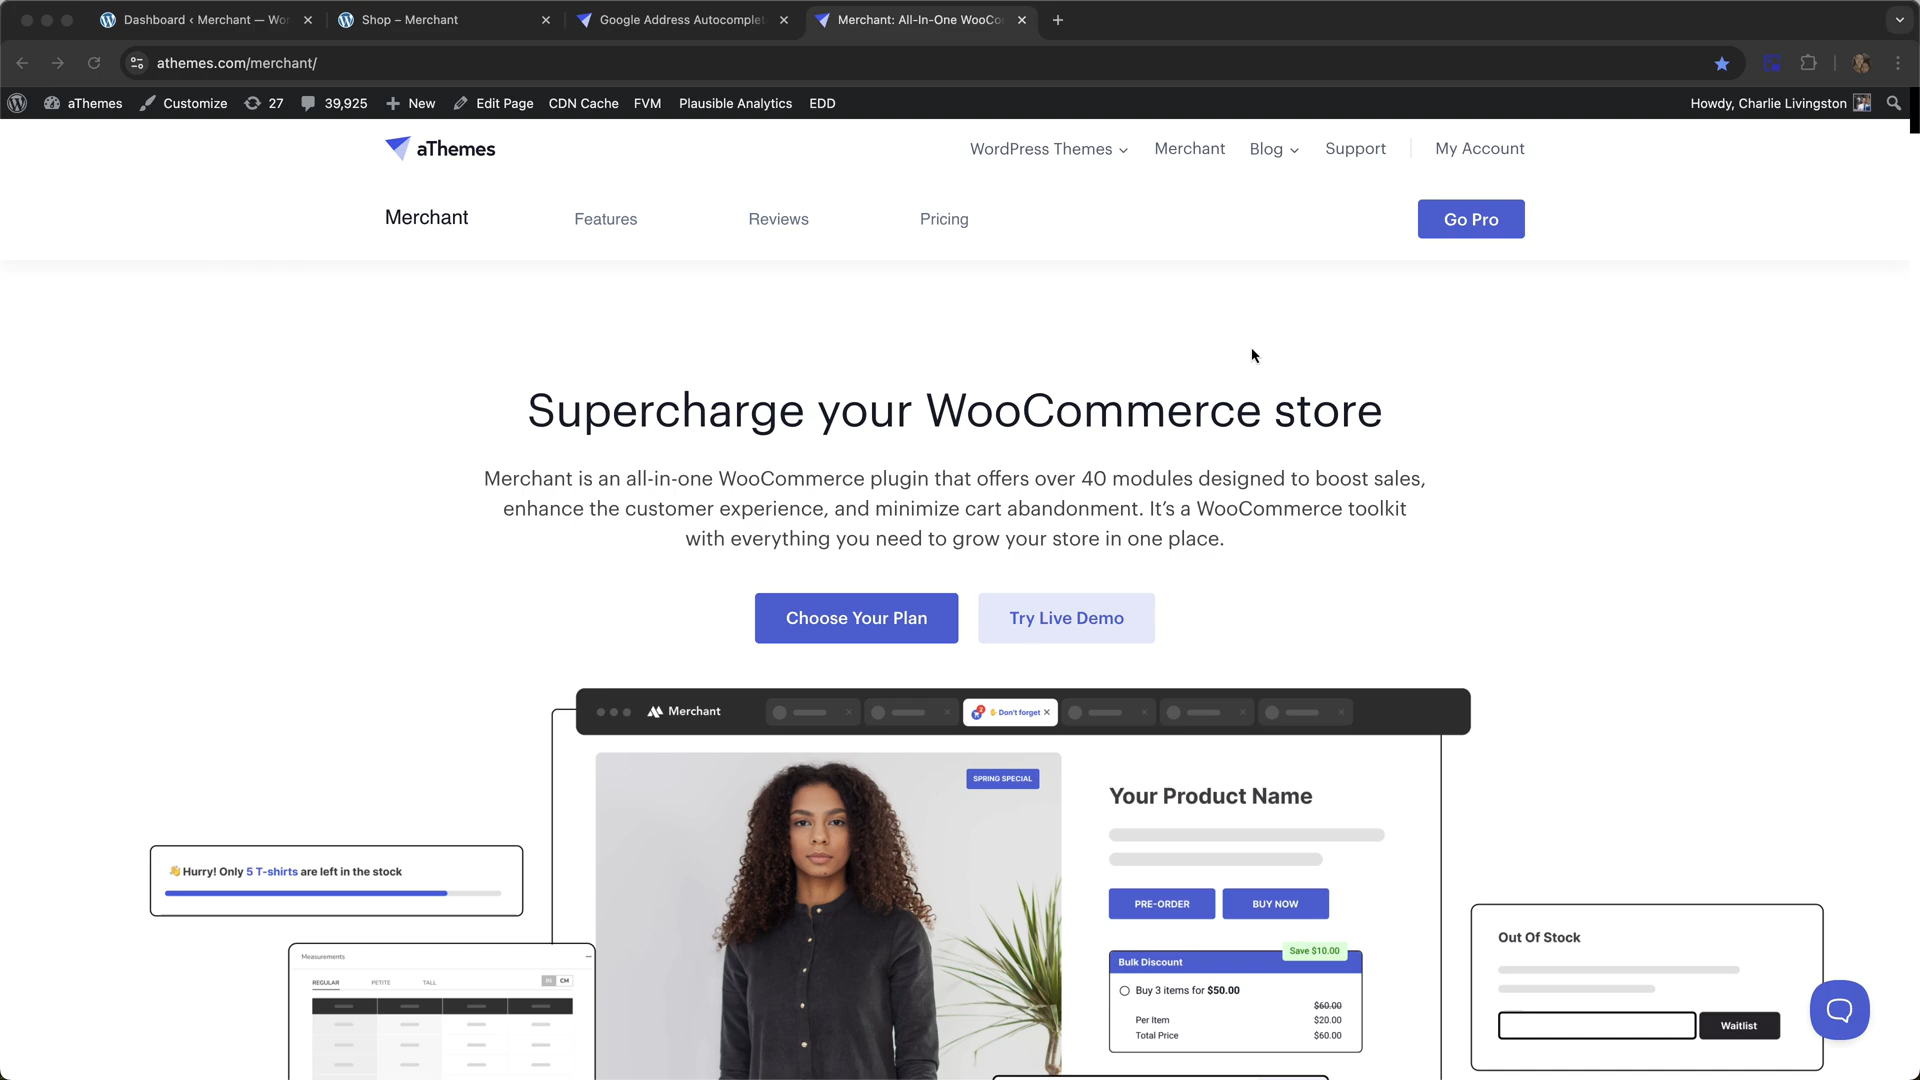 Dashboard ‹ Merchant — Wor
Shop – Merchant
Google Address Autocomplet
Merchant: All-In-One WooCo
athemes.com/merchant/
aThemes
Customize
27
39,925
New
Edit Page
CDN Cache
FVM
Plausible Analytics
EDD
Howdy, Charlie Livingston
aThemes
WordPress Themes
Merchant
Blog
Support
My Account
Merchant
Features
Reviews
Pricing
Go Pro
Supercharge your WooCommerce store
Merchant is an all-in-one WooCommerce plugin that offers over 40 modules designed to boost sales,
enhance the customer experience, and minimize cart abandonment. It's a WooCommerce toolkit
with everything you need to grow your store in one place.
Choose Your Plan
Try Live Demo
Merchant
2
Don't forget
SPRING SPECIAL
Your Product Name
Hurry! Only 5 T-shirts are left in the stock
PRE-ORDER
BUY NOW
Save $10.00
Bulk Discount
Buy 3 items for $50.00
$60.00
Per Item
$20.00
Total Price
$60.00
Out Of Stock
Waitlist
Measurements
REGULAR
PETITE
TALL
IN
CM